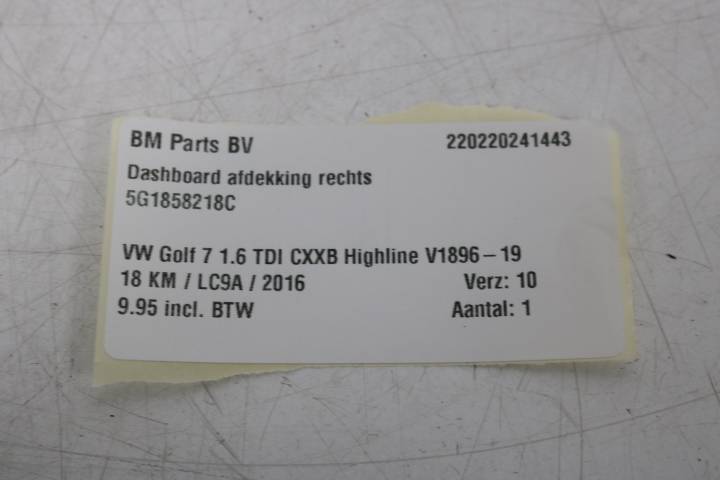 BM Parts BV 220220241443
Dashboard afdekking rechts
5G1858218C
VW Golf 7 1.6 TDI CXXB Highline V1896-19
18 KM / LC9A / 2016 Verz: 10
9.95 incl. BTW Aantal: 1